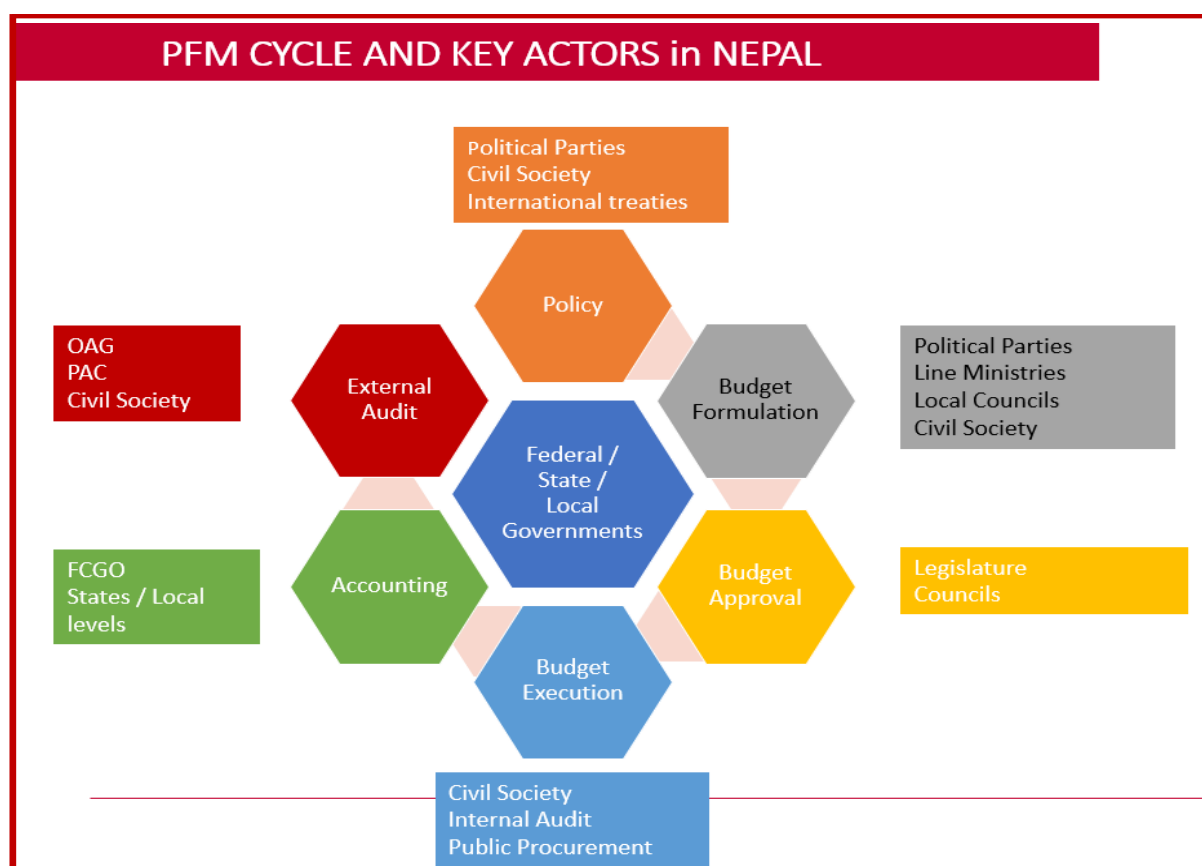 PFM CYCLE AND KEY ACTORS in NEPAL
Political Parties
Civil Society
International treaties
Policy
OAG
PAC
Civil Society
External
Audit
Budget
Formulation
Political Parties
Line Ministries
Local Councils
Civil Society
Federal /
State /
Local
Governments
FCGO
States / Local
levels
Accounting
Budget
Approval
Legislature
Councils
Budget
Execution
Civil Society
Internal Audit
Public Procurement